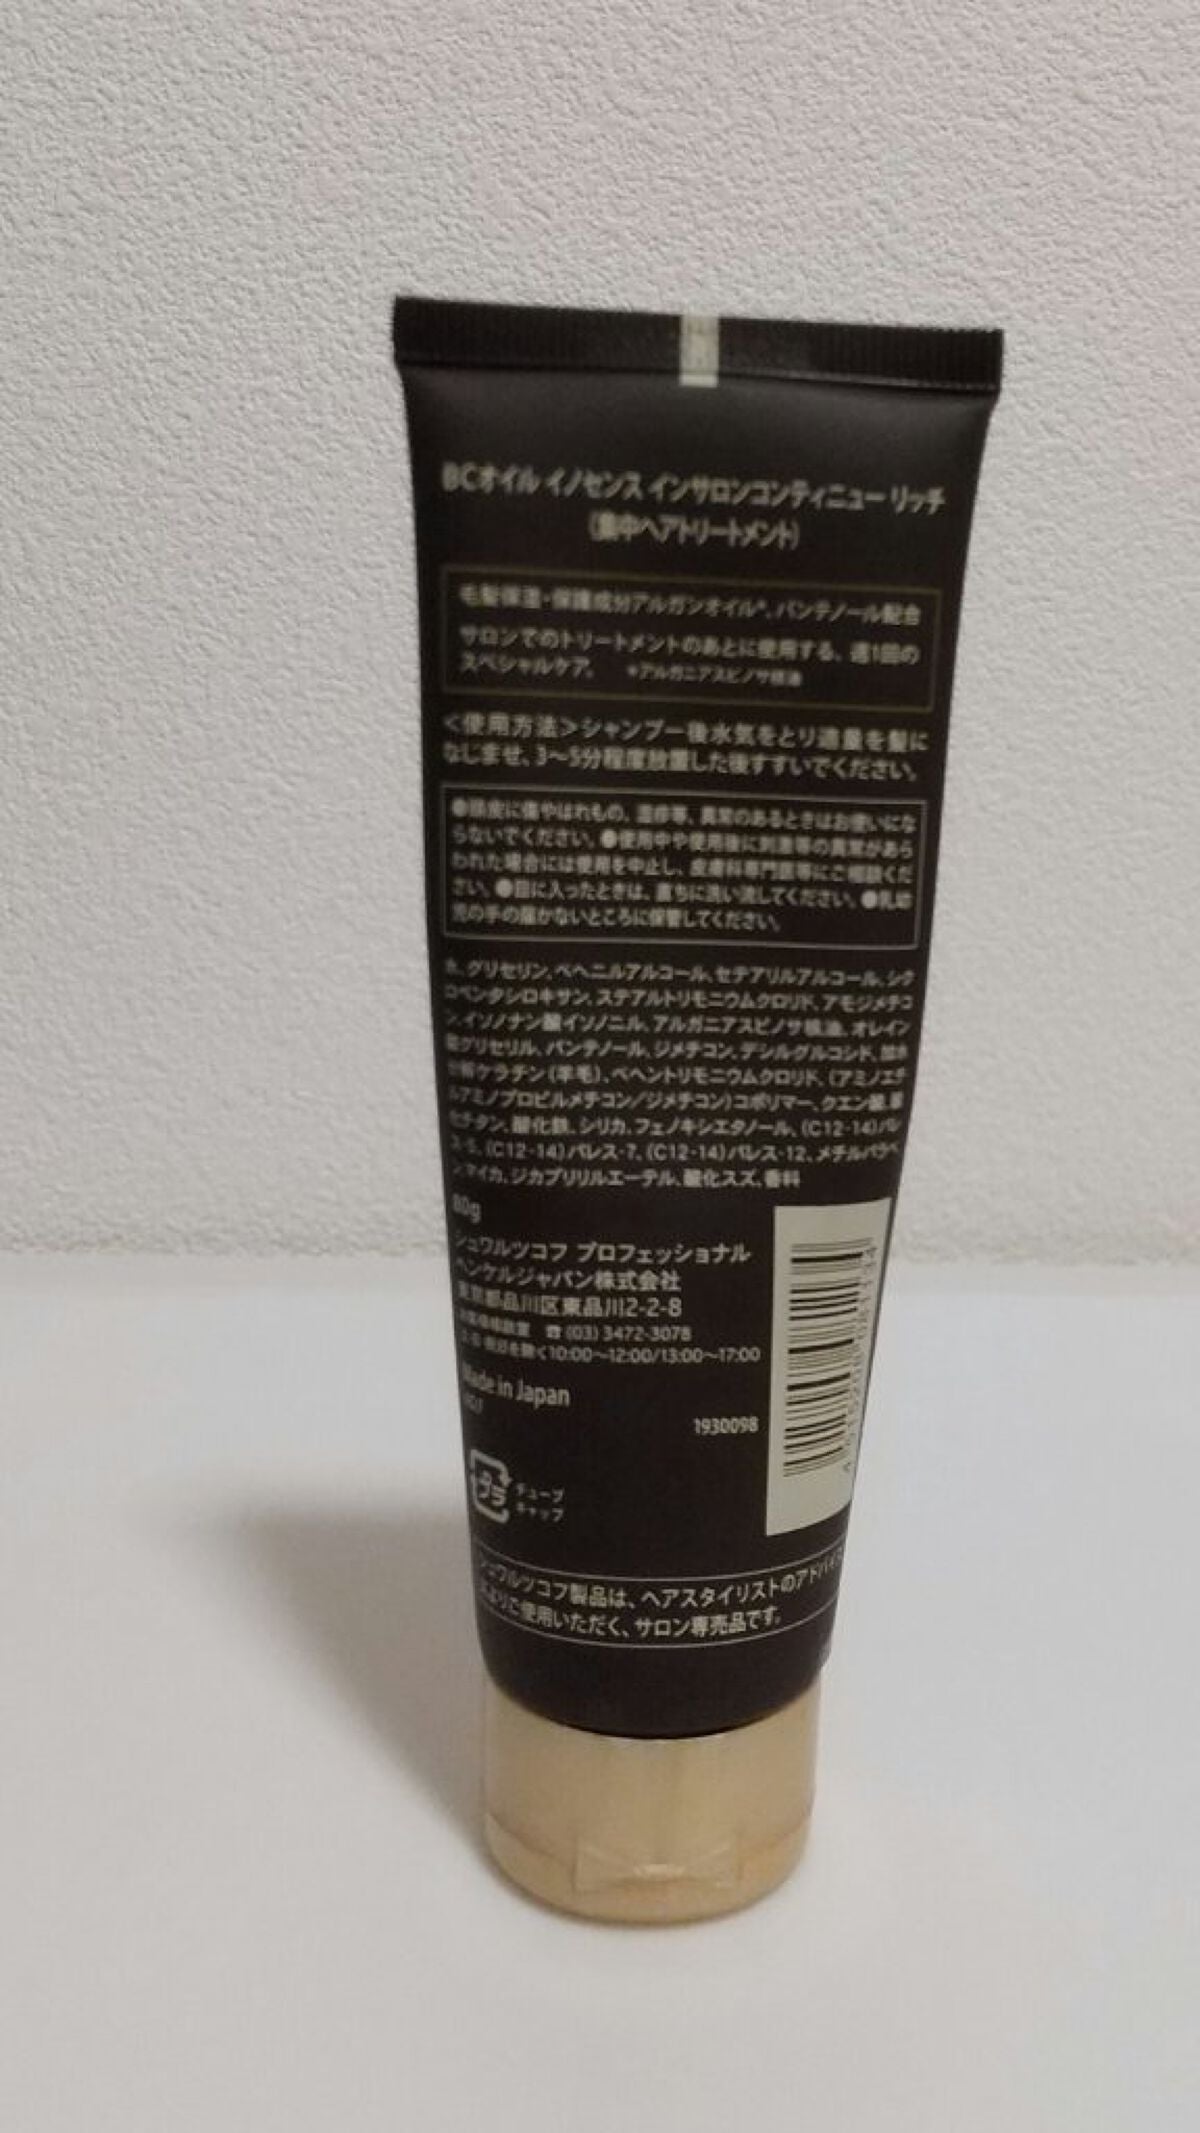 BCオイル イノセンス インサロンコンティニュー リッチ
(集中ヘアトリートメント)
毛髪保湿・保護成分アルガンオイル*、パンテノール配合
サロンでのトリートメントのあとに使用する、週1回の
スペシャルケア。 *アルガニアスピノサ核油
<使用方法>シャンプー後水気をとり適量を髪に
なじませ、3〜5分程度放置した後すすいでください。
●頭皮に傷やはれもの、湿疹等、異常のあるときはお使いにな
らないでください。●使用中や使用後に刺激等の異常があら
われた場合には使用を中止し、皮膚科専門医等にご相談くだ
さい。●目に入ったときは、直ちに洗い流してください。●乳幼
児の手の届かないところに保管してください。
水、グリセリン、ベヘニルアルコール、セテアリルアルコール、シク
ロペンタシロキサン、ステアルトリモニウムクロリド、アモジメチコ
ン、イソノナン酸イソノニル、アルガニアスピノサ核油、オレイン
酸グリセリル、パンテノール、ジメチコン、デシルグルコシド、加水
分解ケラチン(羊毛)、ベヘントリモニウムクロリド、(アミノエチ
ルアミノプロピルメチコン/ジメチコン)コポリマー、クエン酸、酸
化チタン、酸化鉄、シリカ、フェノキシエタノール、(C12-14)パレ
ス-5、(C12-14)パレス-7、(C12-14)パレス-12、メチルパラベ
ン、マイカ、ジカプリリルエーテル、酸化スズ、香料
80g
シュワルツコフ プロフェッショナル
ヘンケルジャパン株式会社
東京都品川区東品川2-2-8
お客様相談室 ☎(03) 3472-3078
土・日・祝日を除く10:00〜12:00/13:00〜17:00
Made in Japan
1930098
プラ
チューブ
キャップ
シュワルツコフ製品は、ヘアスタイリストのアドバイス
によりご使用いただく、サロン専売品です。